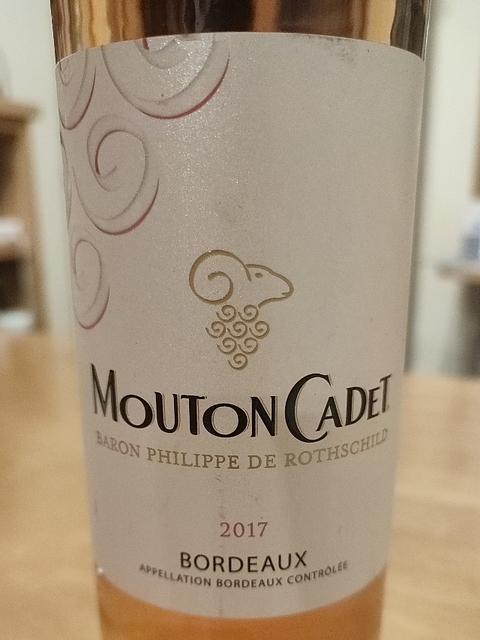 MOUTON CADET
BARON PHILIPPE DE ROTHSCHILD
2017
BORDEAUX
APPELLATION BORDEAUX CONTRÔLÉE